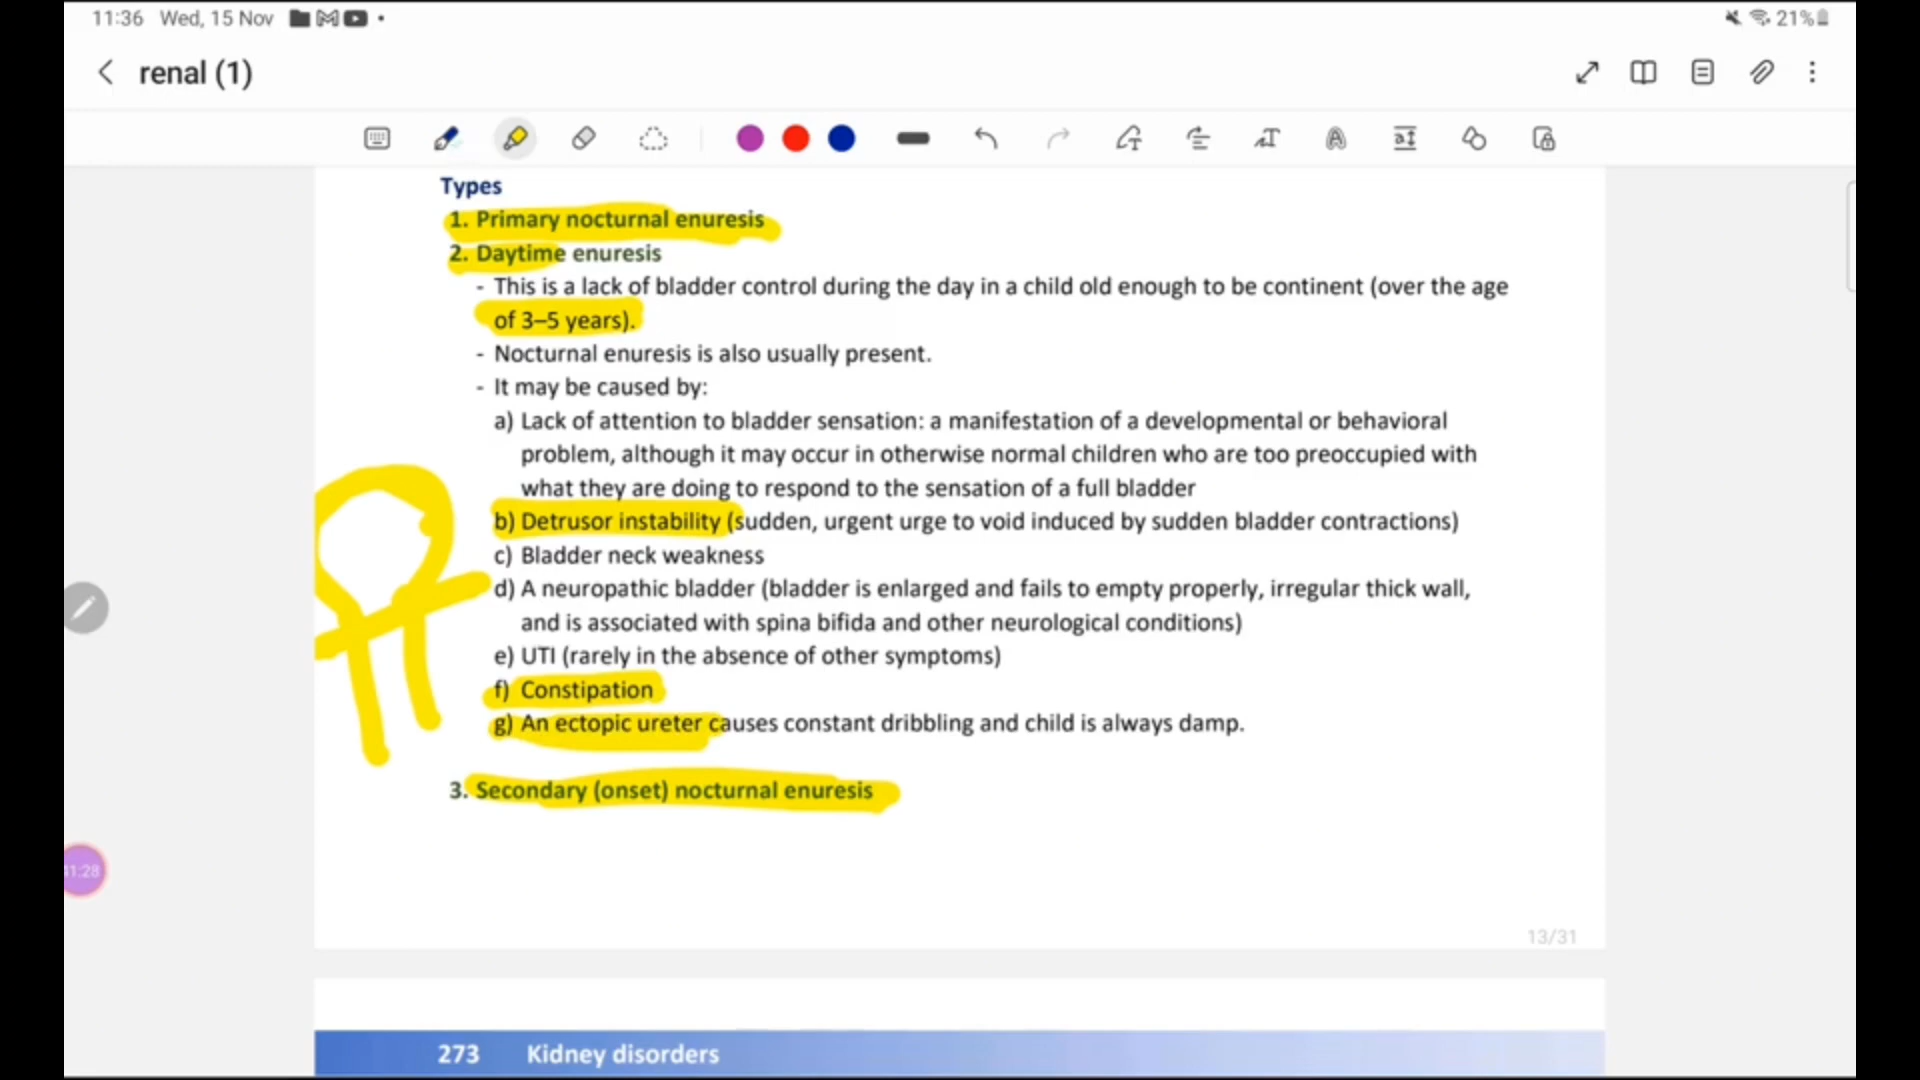 11:36 Wed, 15 Nov
21%
renal (1)
Types
1. Primary nocturnal enuresis
2. Daytime enuresis
- This is a lack of bladder control during the day in a child old enough to be continent (over the age
of 3–5 years).
- Nocturnal enuresis is also usually present.
- It may be caused by:
a) Lack of attention to bladder sensation: a manifestation of a developmental or behavioral
problem, although it may occur in otherwise normal children who are too preoccupied with
what they are doing to respond to the sensation of a full bladder
b) Detrusor instability (sudden, urgent urge to void induced by sudden bladder contractions)
c) Bladder neck weakness
d) A neuropathic bladder (bladder is enlarged and fails to empty properly, irregular thick wall,
and is associated with spina bifida and other neurological conditions)
e) UTI (rarely in the absence of other symptoms)
f) Constipation
g) An ectopic ureter causes constant dribbling and child is always damp.
3. Secondary (onset) nocturnal enuresis
13/31
273 Kidney disorders